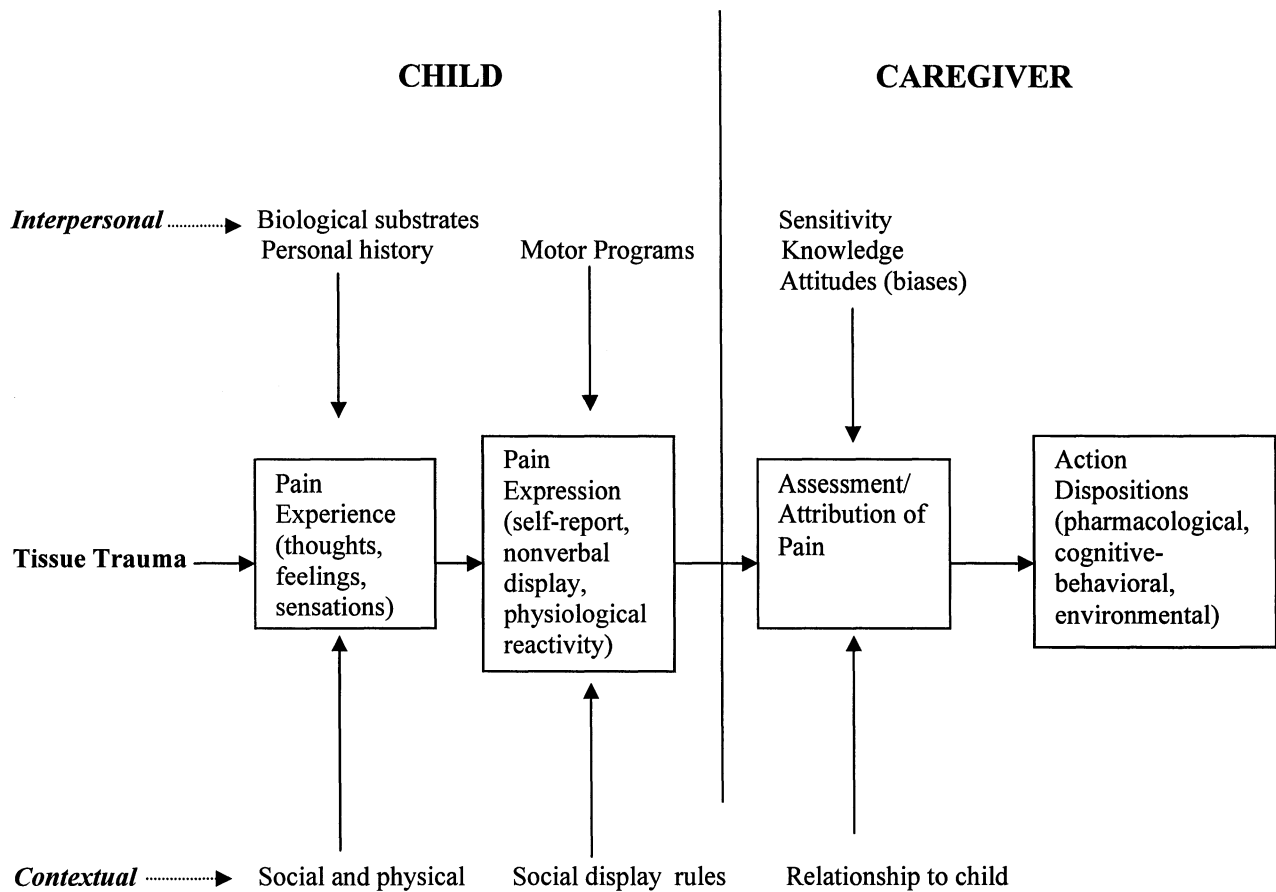 CHILD
CAREGIVER
Interpersonal
Biological substrates
Personal history
Motor Programs
Sensitivity
Knowledge
Attitudes (biases)
Tissue Trauma
Pain
Experience
(thoughts,
feelings,
sensations)
Pain
Expression
(self-report,
nonverbal
display,
physiological
reactivity)
Assessment/
Attribution of
Pain
Action
Dispositions
(pharmacological,
cognitive-
behavioral,
environmental)
Contextual
Social and physical
Social display rules
Relationship to child